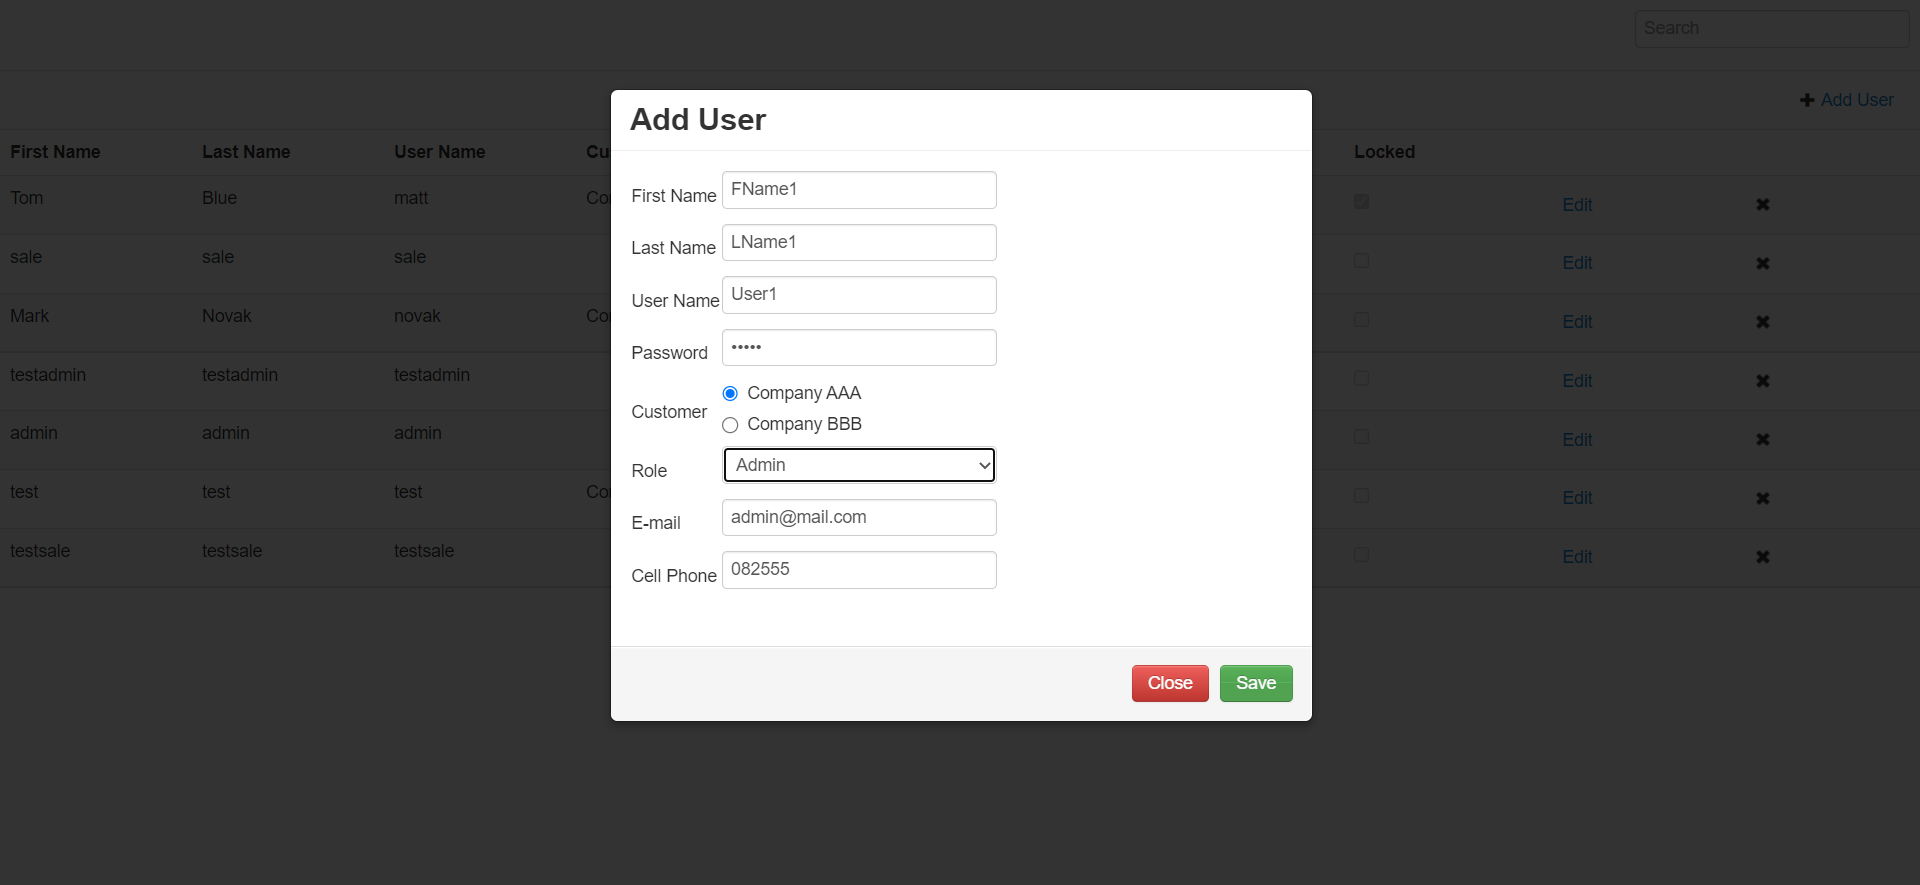 Search
Add User
First Name Last Name User Name Cu Locked
Tom Blue matt Co Edit
sale sale sale Edit
Mark Novak novak Co Edit
testadmin testadmin testadmin Edit
admin admin admin Edit
test test test Co Edit
testsale testsale testsale Edit
Add User
First Name FName1
Last Name LName1
User Name User1
Password •••••
Customer
Company AAA
Company BBB
Role Admin
E-mail admin@mail.com
Cell Phone 082555
Close Save